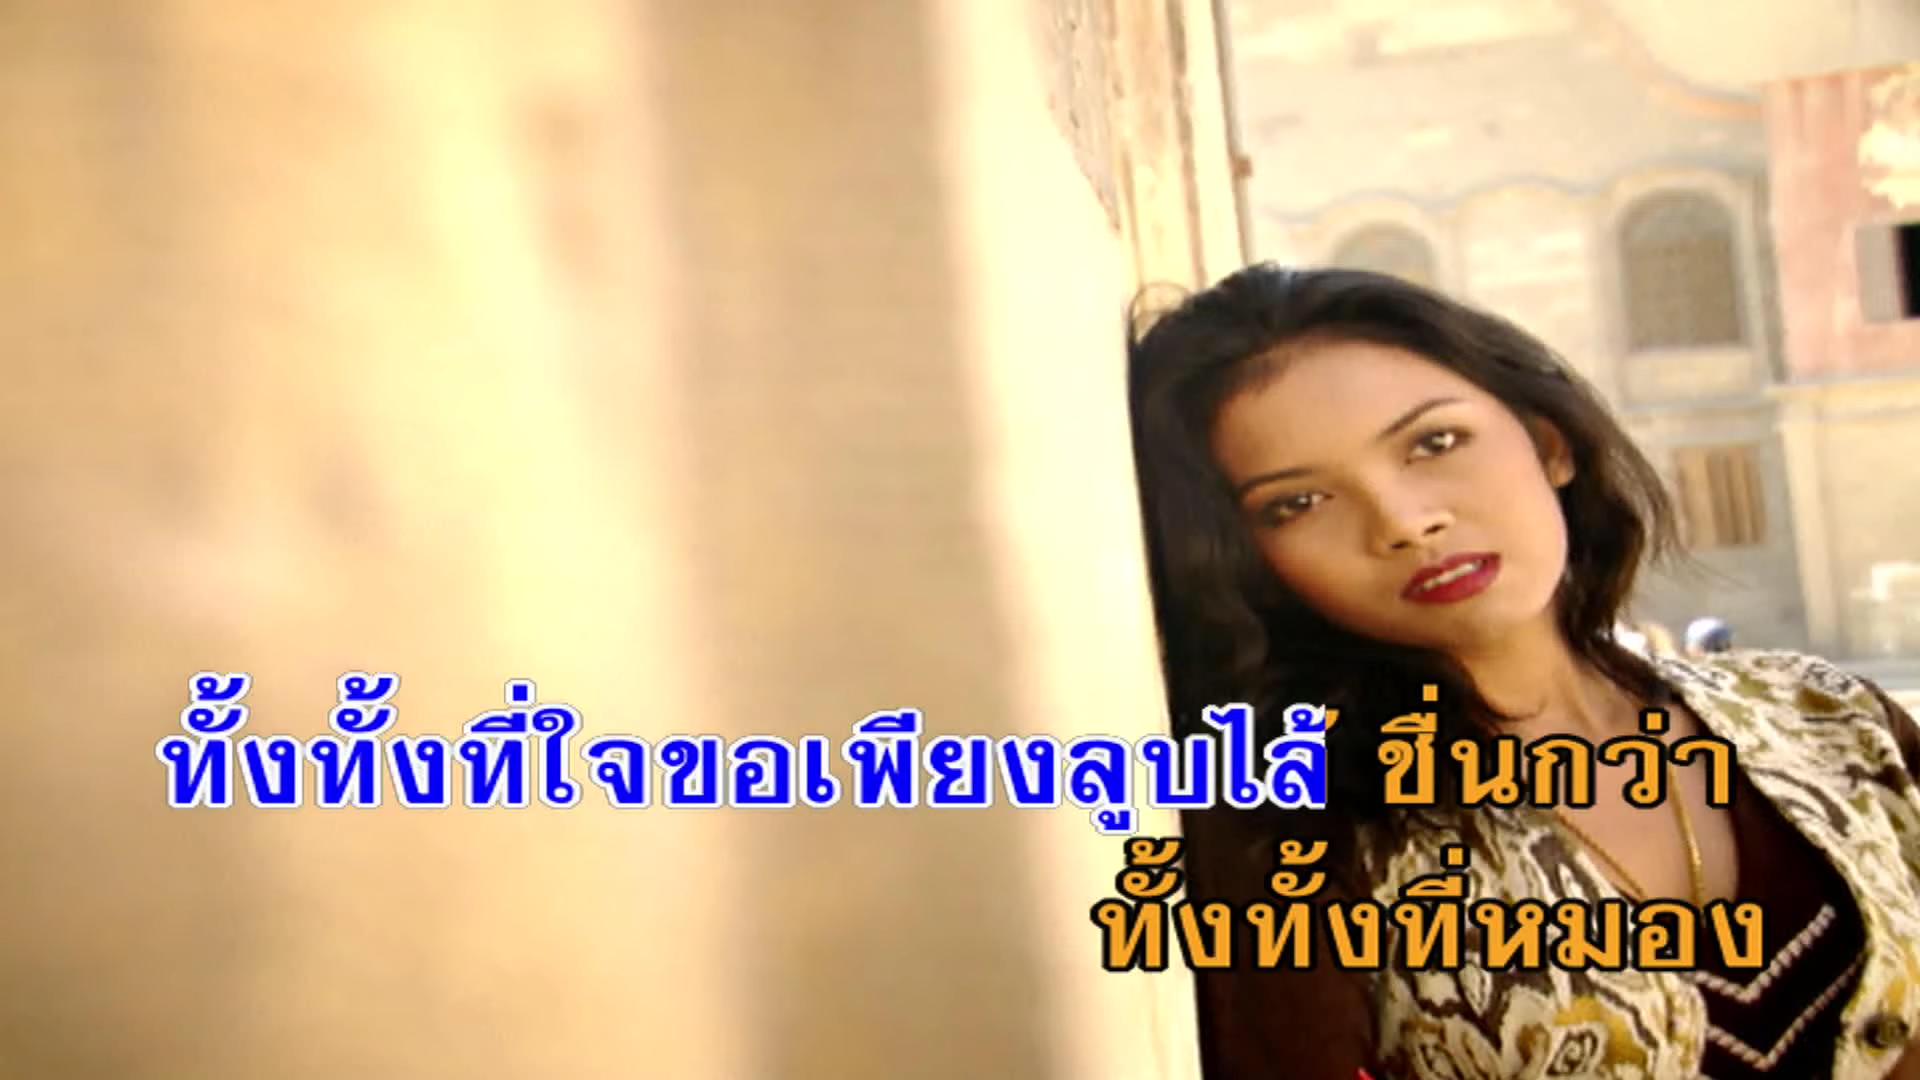 ทั้งทั้งที่ใจขอเพียงลูบไล้ ชื่นกว่า
ทั้งทั้งที่หมอง